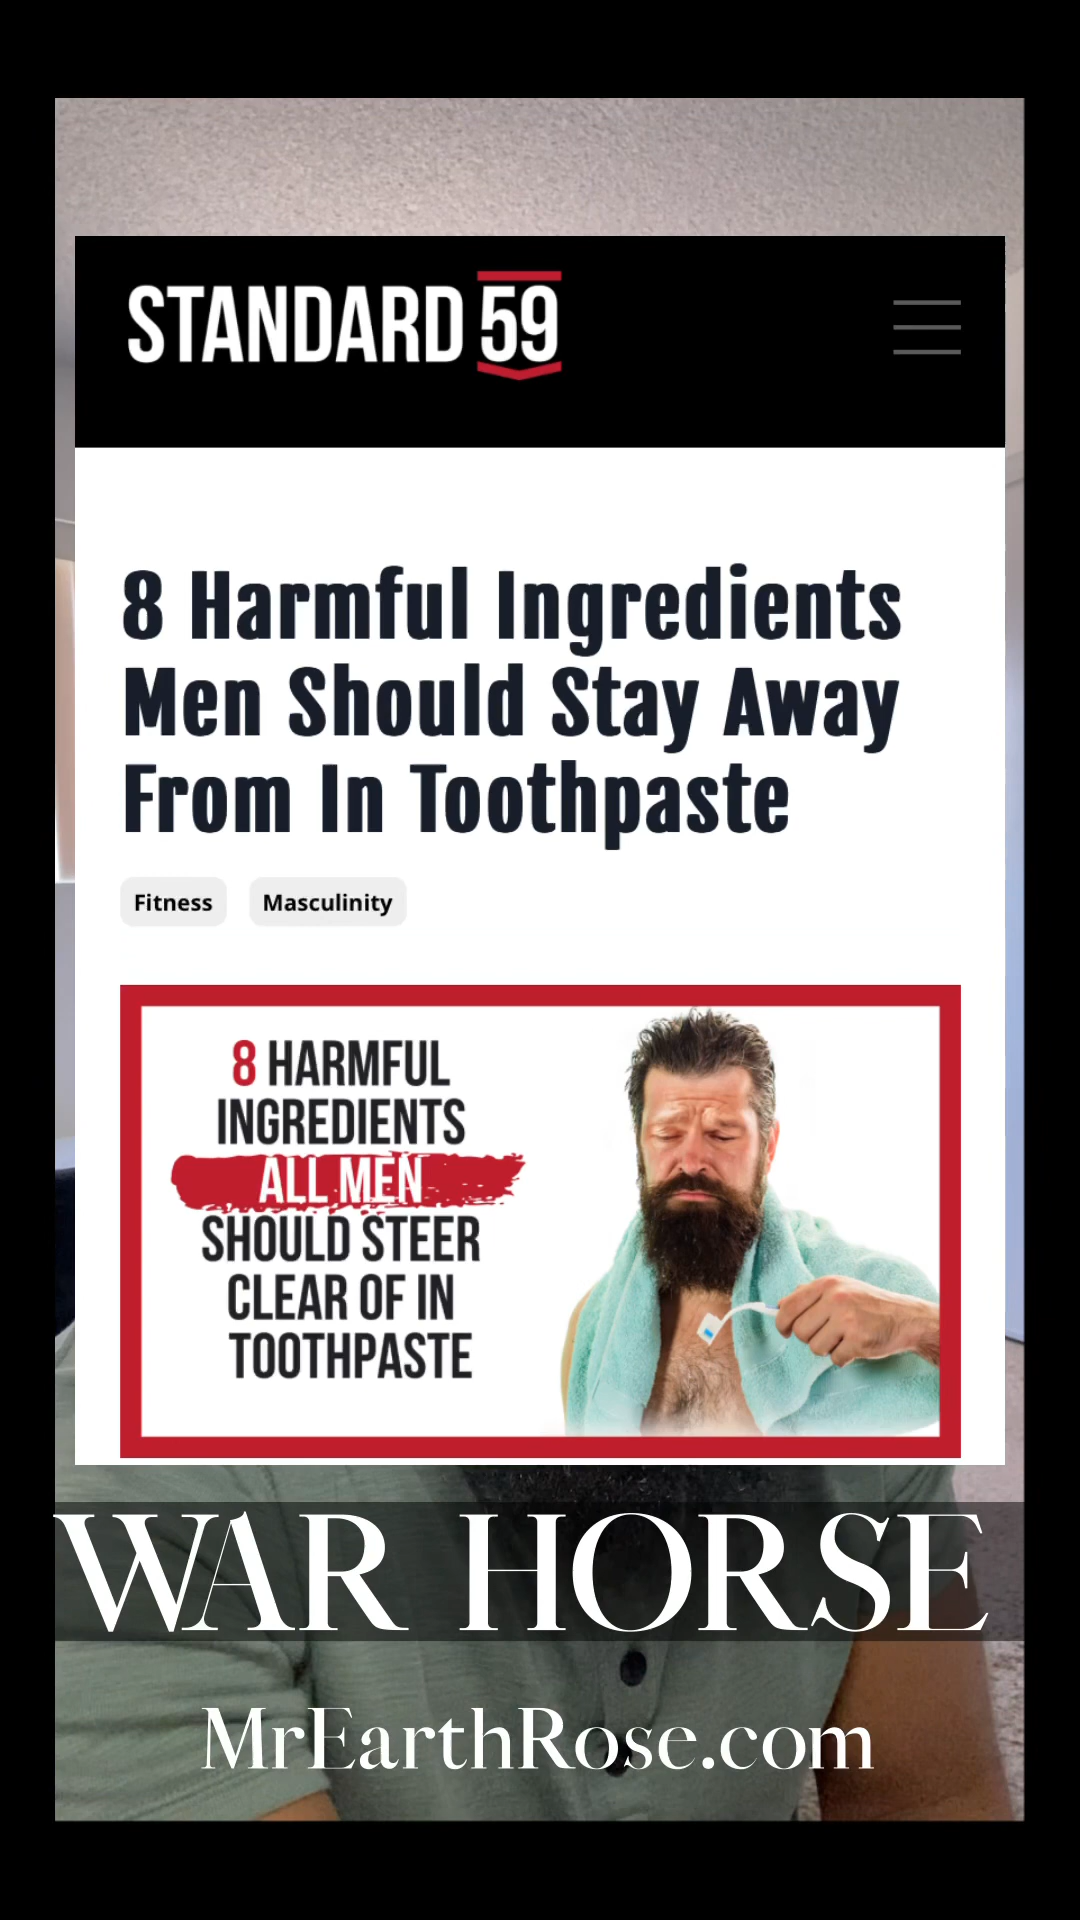 STANDARD 59
8 Harmful Ingredients
Men Should Stay Away
From In Toothpaste
Fitness Masculinity
8 HARMFUL
INGREDIENTS
ALL MEN
SHOULD STEER
CLEAR OF IN
TOOTHPASTE
WAR HORSE
MrEarthRose.com